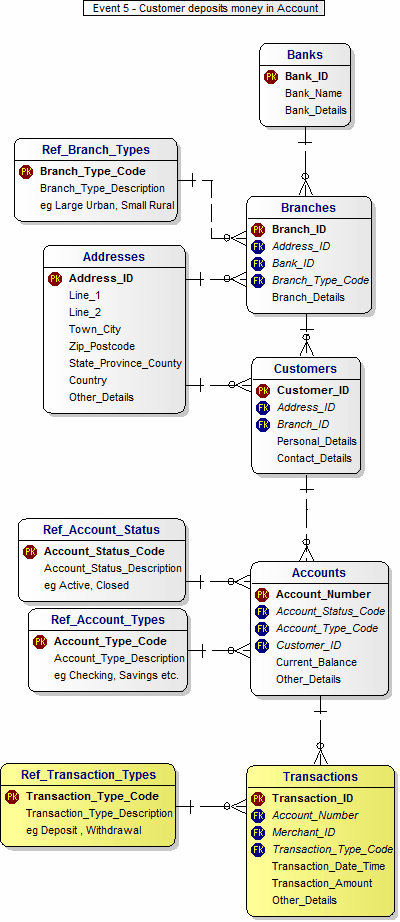 Event 5 - Customer deposits money in Account
Banks
PK Bank_ID
Bank_Name
Bank_Details
Ref_Branch_Types
PK Branch_Type_Code
Branch_Type_Description
eg Large Urban, Small Rural
Branches
PK Branch_ID
FK Address_ID
FK Bank_ID
FK Branch_Type_Code
Branch_Details
Addresses
PK Address_ID
Line_1
Line_2
Town_City
Zip_Postcode
State_Province_County
Country
Other_Details
Customers
PK Customer_ID
FK Address_ID
FK Branch_ID
Personal_Details
Contact_Details
Ref_Account_Status
PK Account_Status_Code
Account_Status_Description
eg Active, Closed
Ref_Account_Types
PK Account_Type_Code
Account_Type_Description
eg Checking, Savings etc.
Accounts
PK Account_Number
FK Account_Status_Code
FK Account_Type_Code
FK Customer_ID
Current_Balance
Other_Details
Ref_Transaction_Types
PK Transaction_Type_Code
Transaction_Type_Description
eg Deposit , Withdrawal
Transactions
PK Transaction_ID
FK Account_Number
FK Merchant_ID
FK Transaction_Type_Code
Transaction_Date_Time
Transaction_Amount
Other_Details